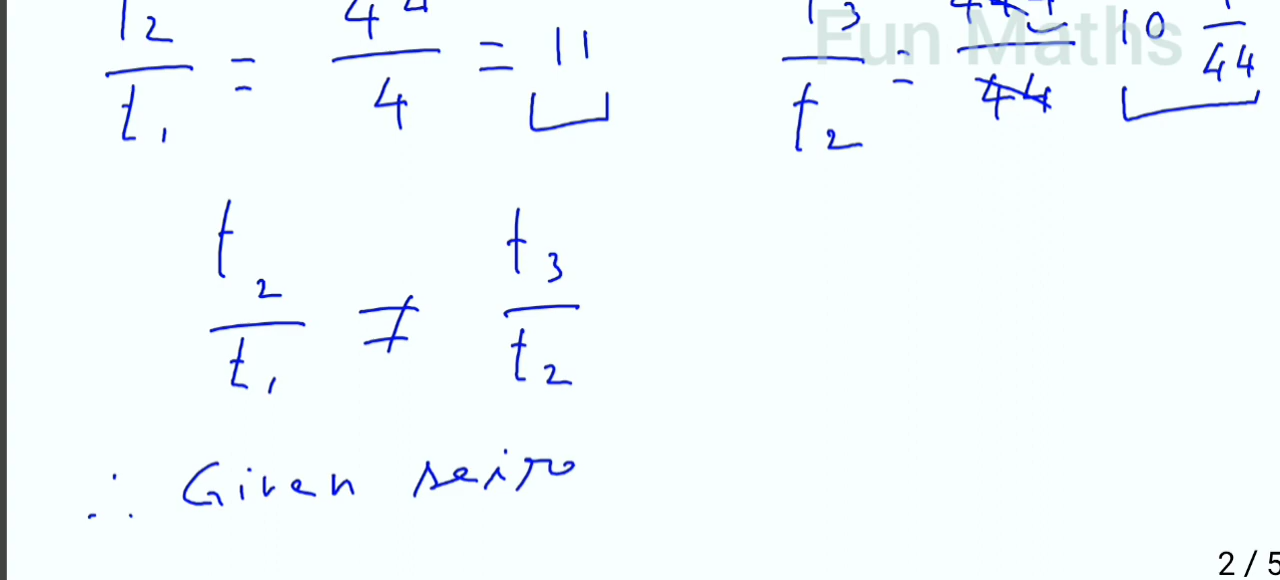 t2/t1 = 44/4 = 11    t3/t2 = 44 10 1/44
Fun Maths
t2/t1 ≠ t3/t2
∴ Given
2 / 5